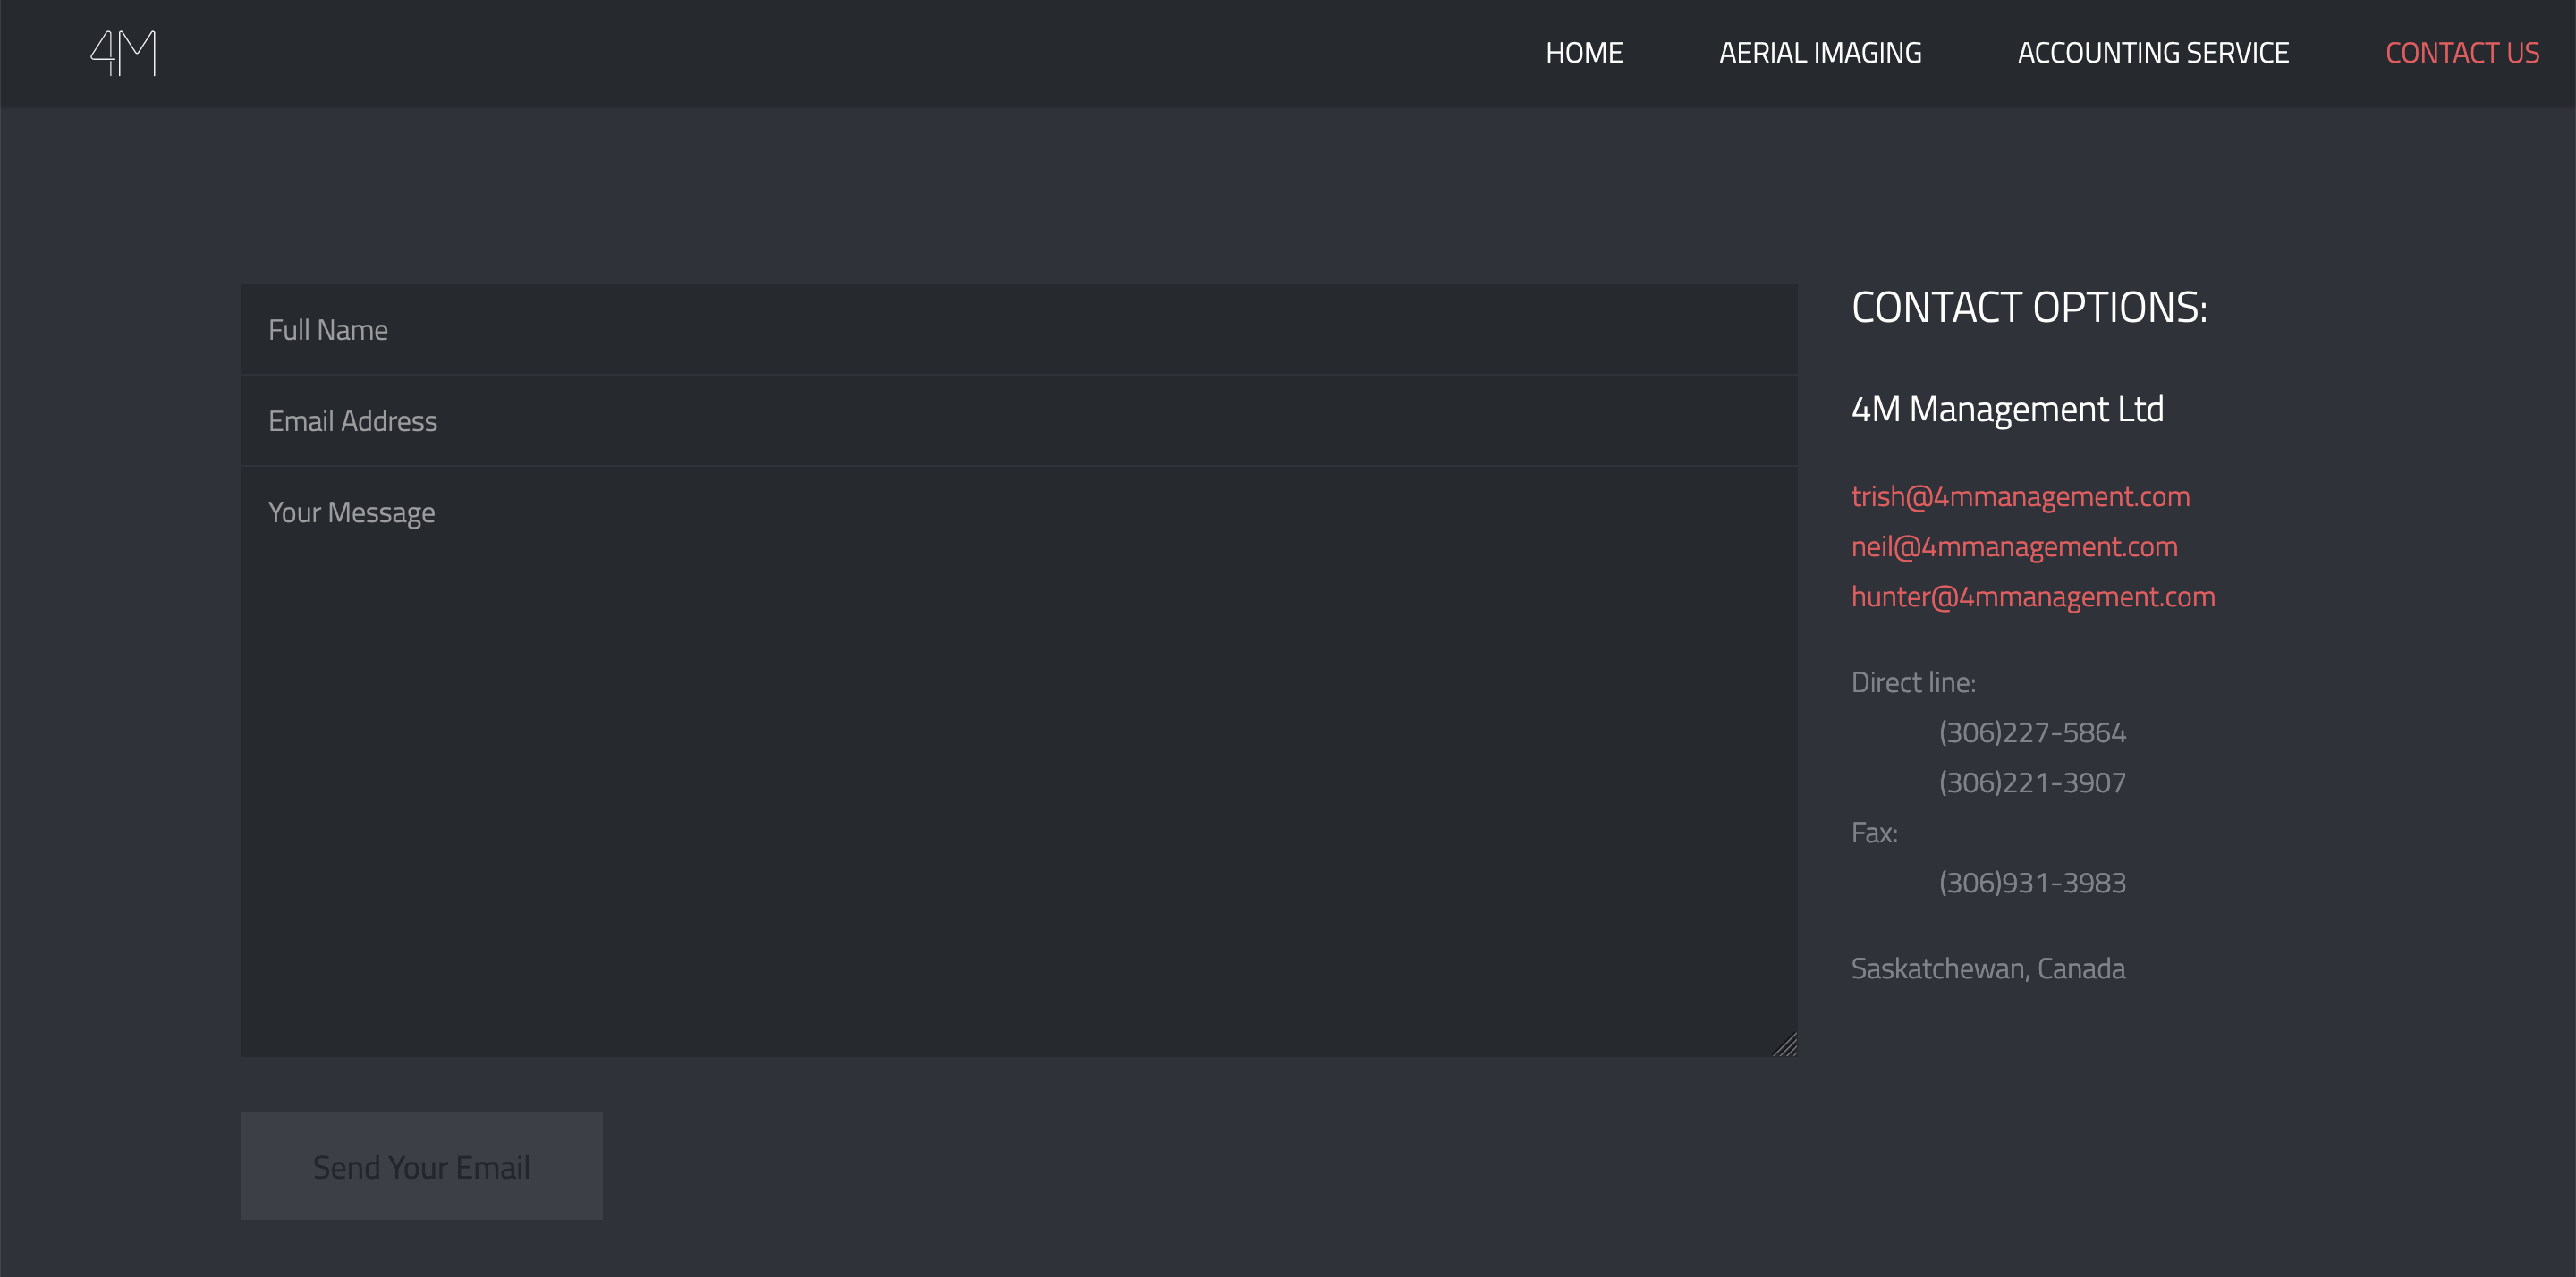 4M
HOME
AERIAL IMAGING
ACCOUNTING SERVICE
CONTACT US
Full Name
Email Address
Your Message
Send Your Email
CONTACT OPTIONS:
4M Management Ltd
trish@4mmanagement.com
neil@4mmanagement.com
hunter@4mmanagement.com
Direct line:
(306)227-5864
(306)221-3907
Fax:
(306)931-3983
Saskatchewan, Canada